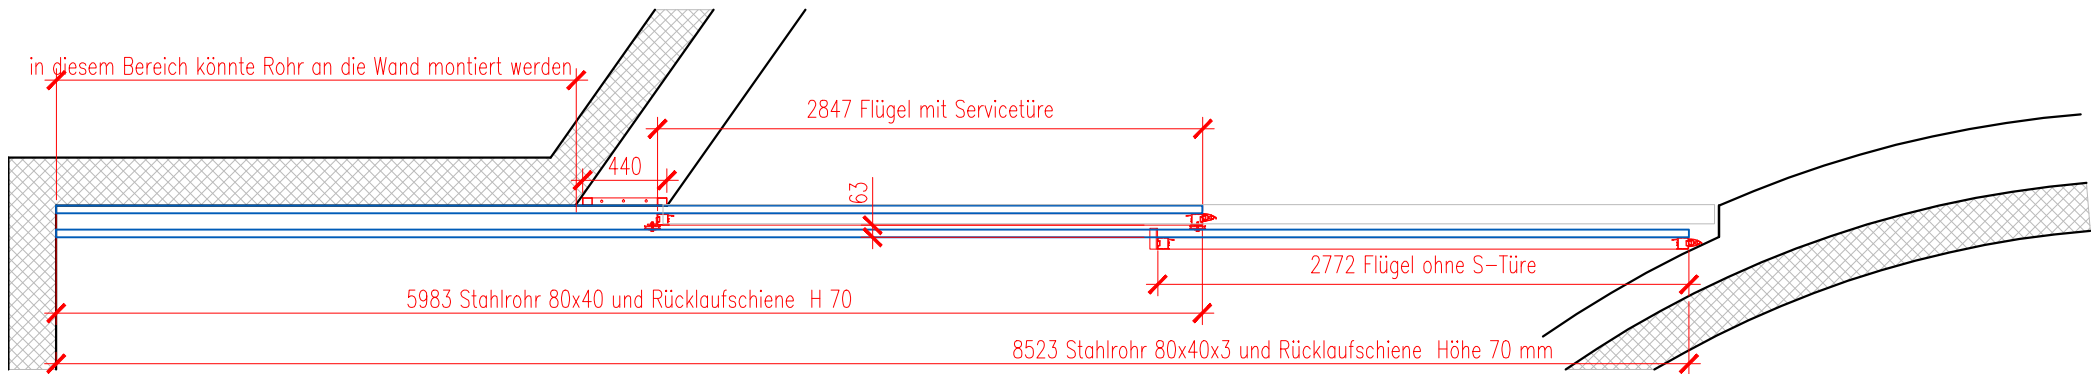 in diesem Bereich könnte Rohr an die Wand montiert werden
2847 Flügel mit Servicetüre
440
63
2772 Flügel ohne S-Türe
5983 Stahlrohr 80x40 und Rücklaufschiene H 70
8523 Stahlrohr 80x40x3 und Rücklaufschiene Höhe 70 mm